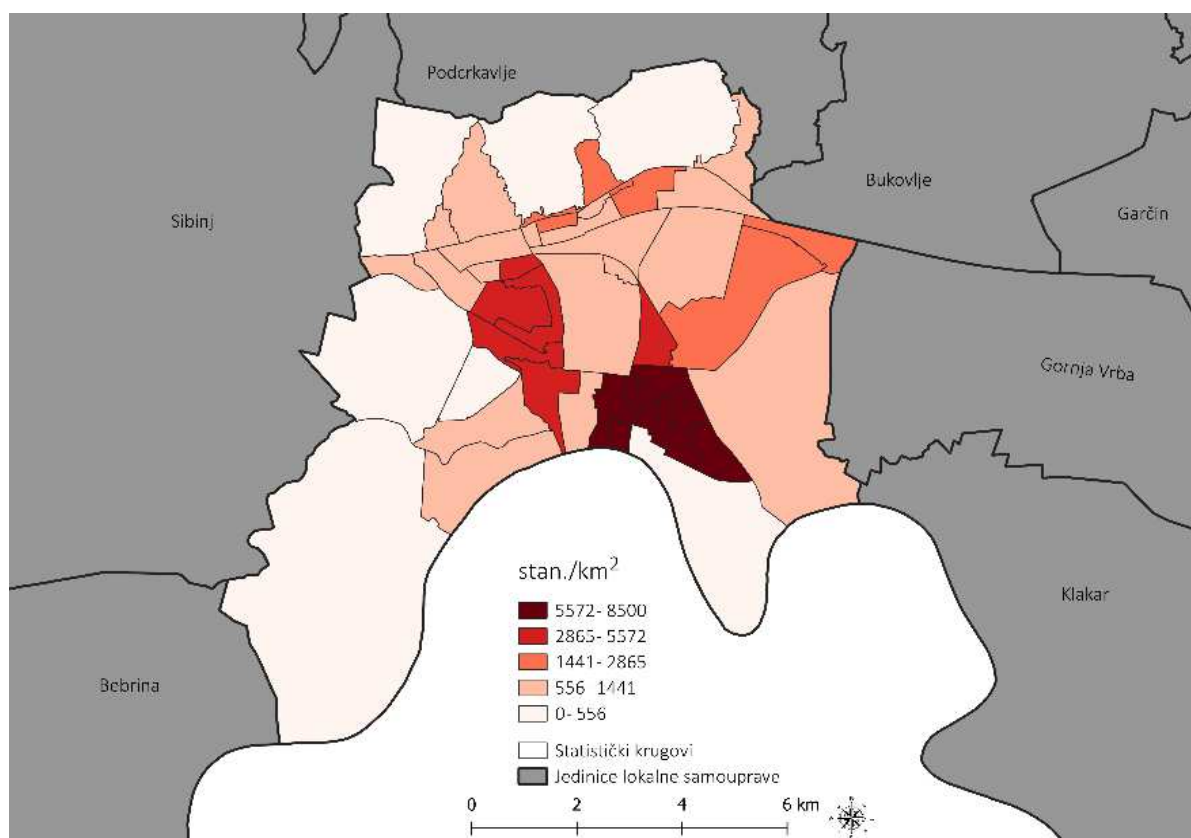 Podcrkavlje
Bukovlje
Sibinj
Garčin
Gornja Vrba
Klakar
Bebrina
stan./km²
5572- 8500
2865- 5572
1441- 2865
556 1441
0- 556
Statistički krugovi
Jedinice lokalne samouprave
0 2 4 6 km